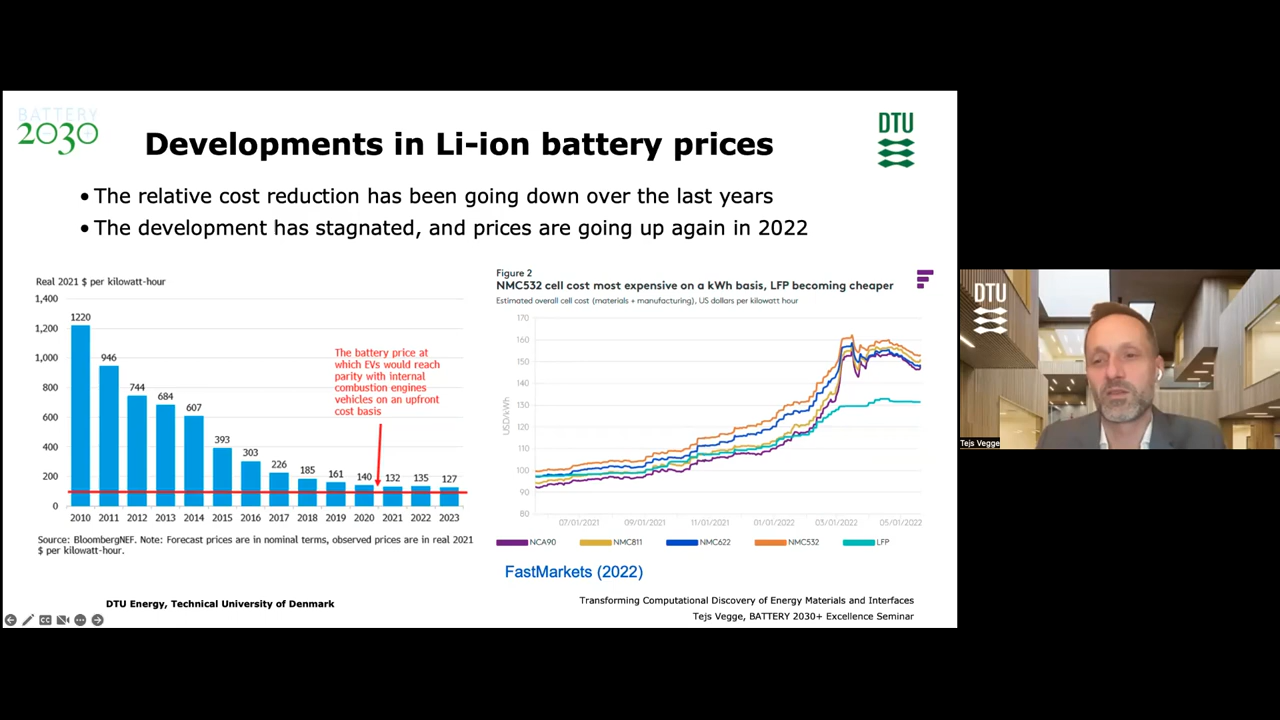 BATTERY
2030+
DTU
Developments in Li-ion battery prices
• The relative cost reduction has been going down over the last years
• The development has stagnated, and prices are going up again in 2022
Real 2021 $ per kilowatt-hour
1,400
1,200
1,000
800
600
400
200
0
1220
946
744
684
607
393
303
226
185
161
140
132
135
127
The battery price at
which EVs would reach
parity with internal
combustion engines
vehicles on an upfront
cost basis
2010 2011 2012 2013 2014 2015 2016 2017 2018 2019 2020 2021 2022 2023
Source: BloombergNEF. Note: Forecast prices are in nominal terms, observed prices are in real 2021
$ per kilowatt-hour.
Figure 2
NMC532 cell cost most expensive on a kWh basis, LFP becoming cheaper
Estimated overall cell cost (materials + manufacturing), US dollars per kilowatt hour
USD/kWh
170
160
150
140
130
120
110
100
90
80
07/01/2021 09/01/2021 11/01/2021 01/01/2022 03/01/2022 05/01/2022
NCA90 NMC811 NMC622 NMC532 LFP
FastMarkets (2022)
DTU Energy, Technical University of Denmark
Transforming Computational Discovery of Energy Materials and Interfaces
Tejs Vegge, BATTERY 2030+ Excellence Seminar
CC
DTU
Tejs Vegge